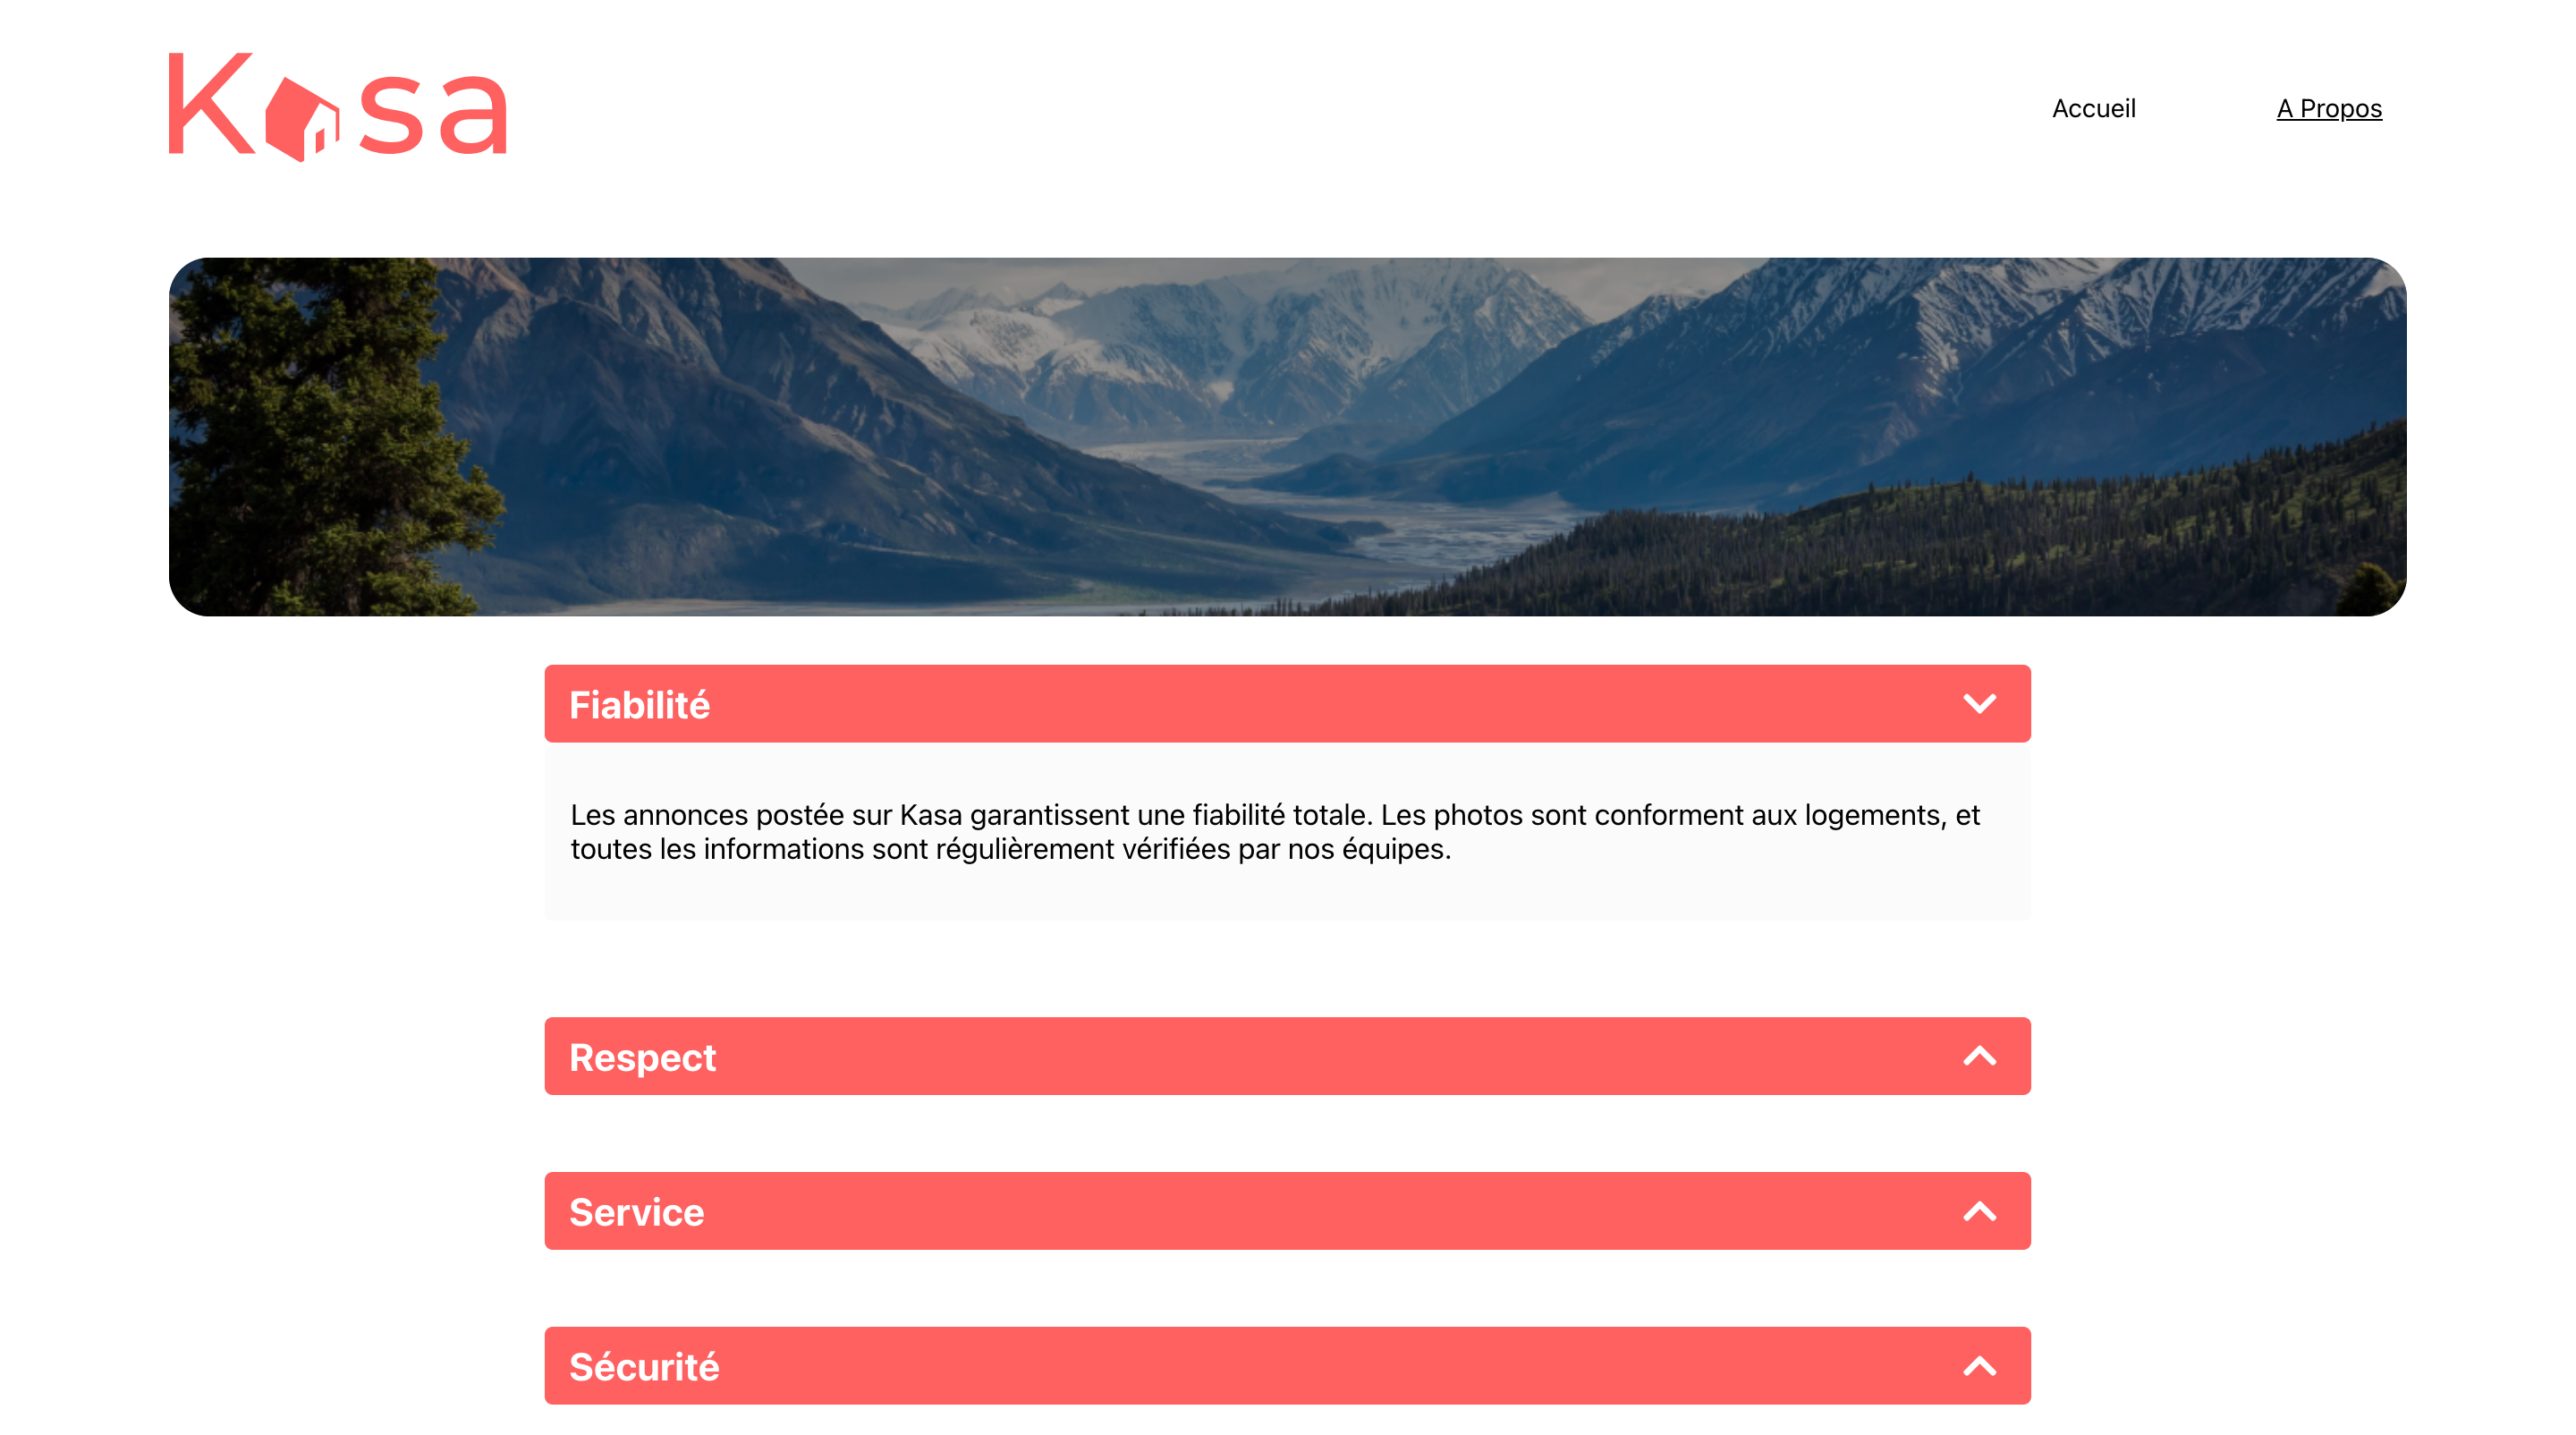 Kasa
Accueil
A Propos
Fiabilité
Les annonces postée sur Kasa garantissent une fiabilité totale. Les photos sont conforment aux logements, et
toutes les informations sont régulièrement vérifiées par nos équipes.
Respect
Service
Sécurité